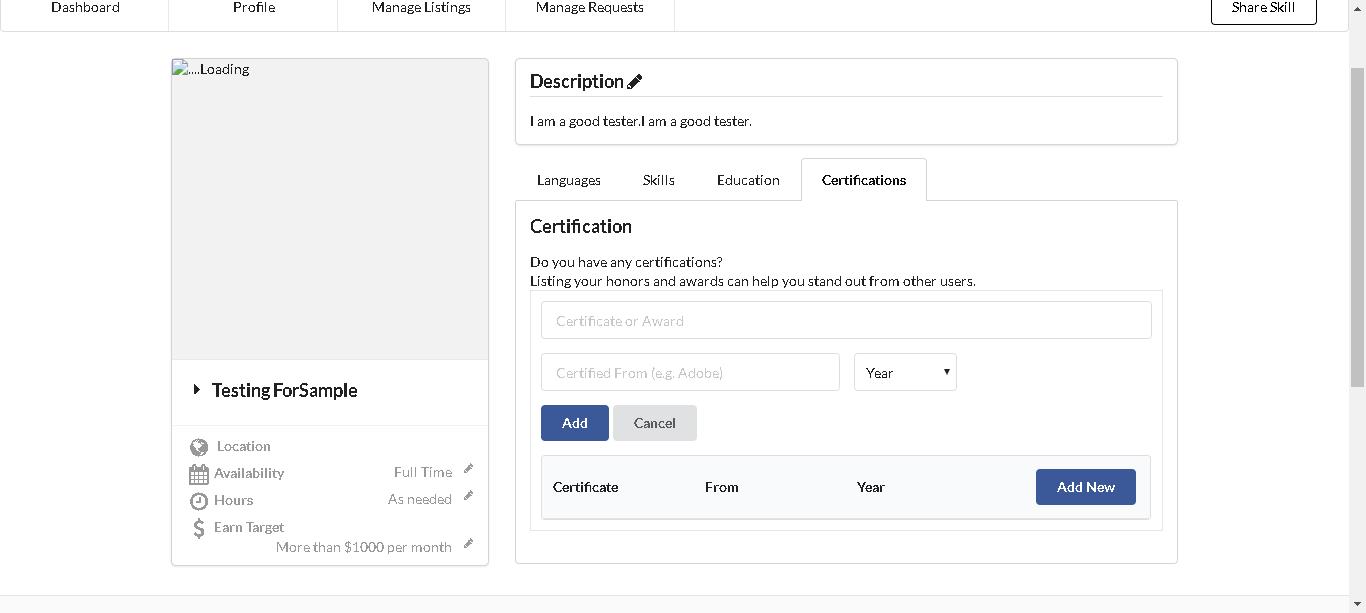 Dashboard
Profile
Manage Listings
Manage Requests
Share Skill
....Loading
Testing ForSample
Location
Availability
Full Time
Hours
As needed
Earn Target
More than $1000 per month
Description
I am a good tester.I am a good tester.
Languages
Skills
Education
Certifications
Certification
Do you have any certifications?
Listing your honors and awards can help you stand out from other users.
Certificate or Award
Certified From (e.g. Adobe)
Year
Add
Cancel
Certificate
From
Year
Add New